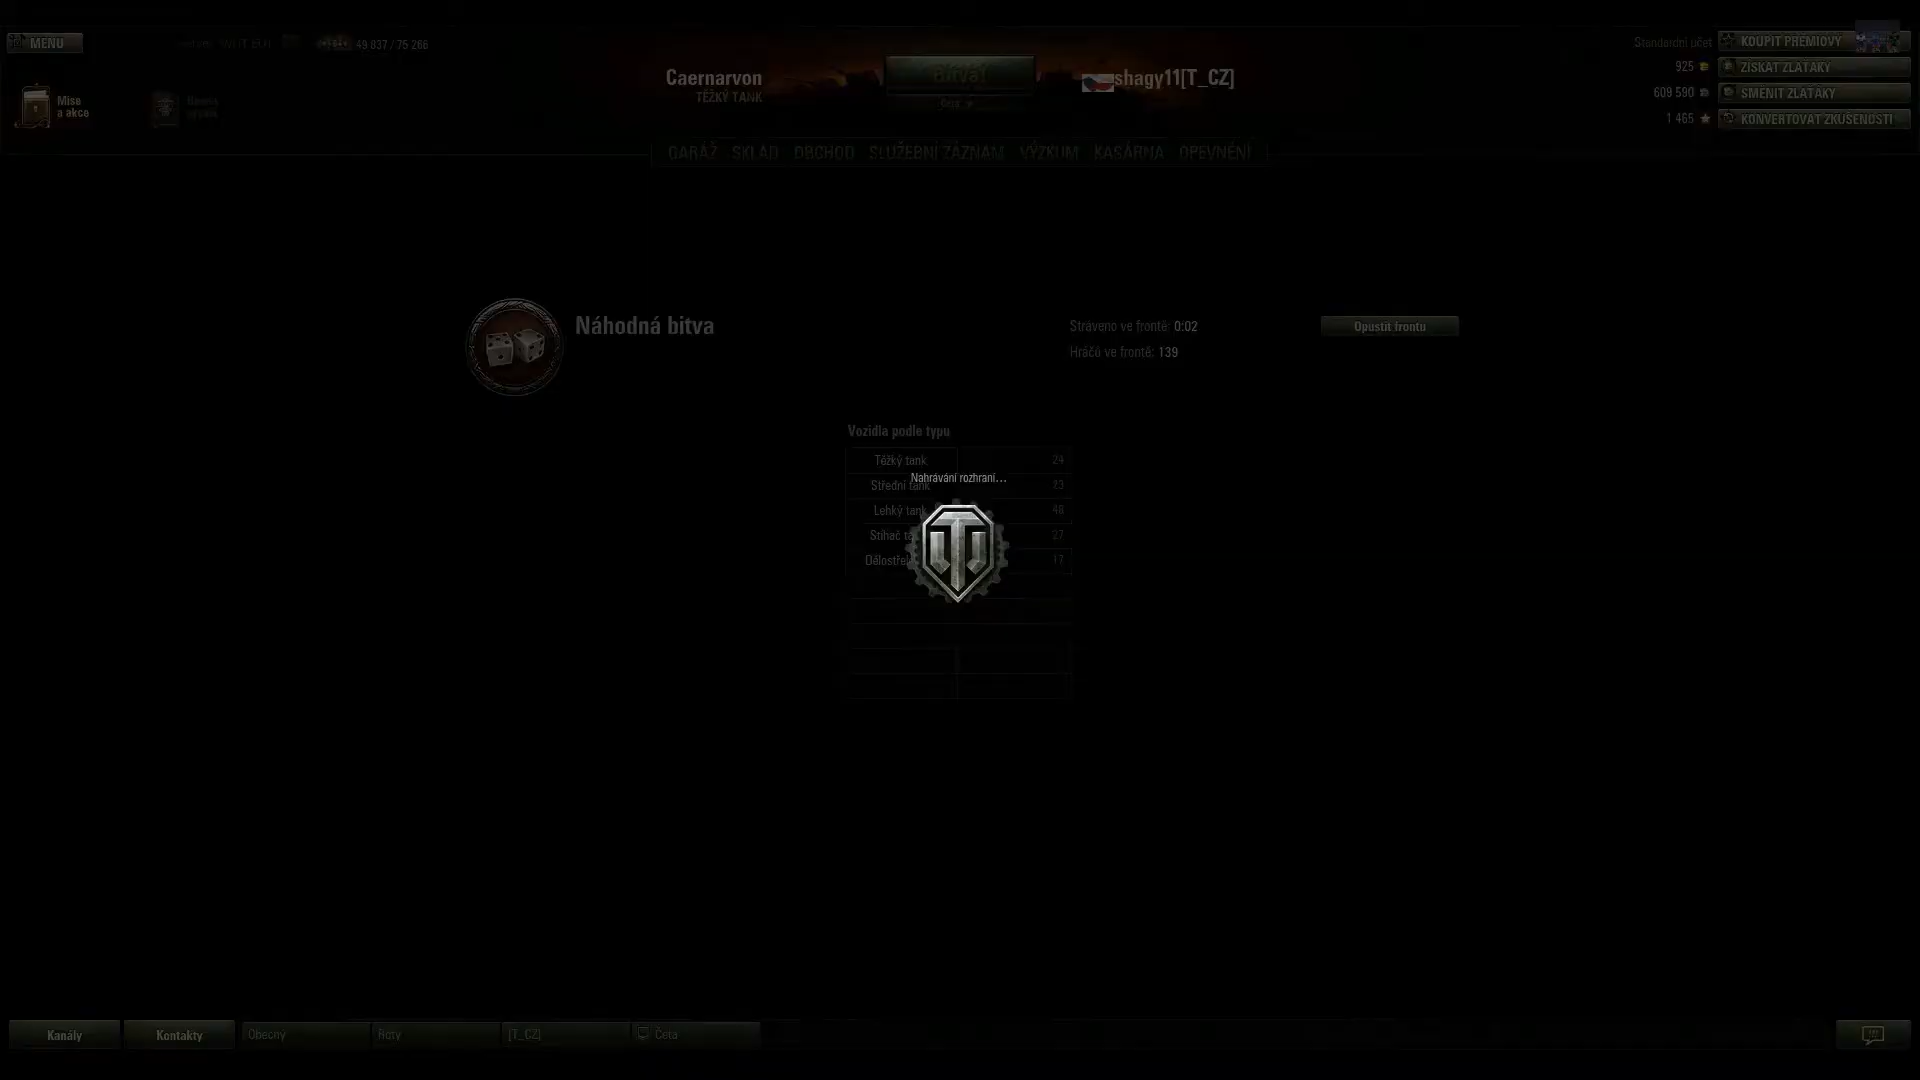 MENU
49 837 / 75 266
Caernarvon
TĚŽKÝ TANK
Bitva!
Četa
shagy11[T_CZ]
Standardní účet
KOUPIT PRÉMIOVÝ
925
ZÍSKAT ZLAŤÁKY
609 590
SMĚNIT ZLAŤÁKY
1 465
KONVERTOVAT ZKUŠENOSTI
Mise
a akce
GARÁŽ SKLAD OBCHOD SLUŽEBNÍ ZÁZNAM VÝZKUM KASÁRNA OPEVNĚNÍ
Náhodná bitva
Stráveno ve frontě: 0:02
Hráčů ve frontě: 139
Opustit frontu
Vozidla podle typu
Těžký tank 24
Nahrávání rozhraní...
Střední tank 23
Lehký tank 48
Stíhač 27
17
Kanály
Kontakty
Obecný
Roty
[T_CZ]
Četa